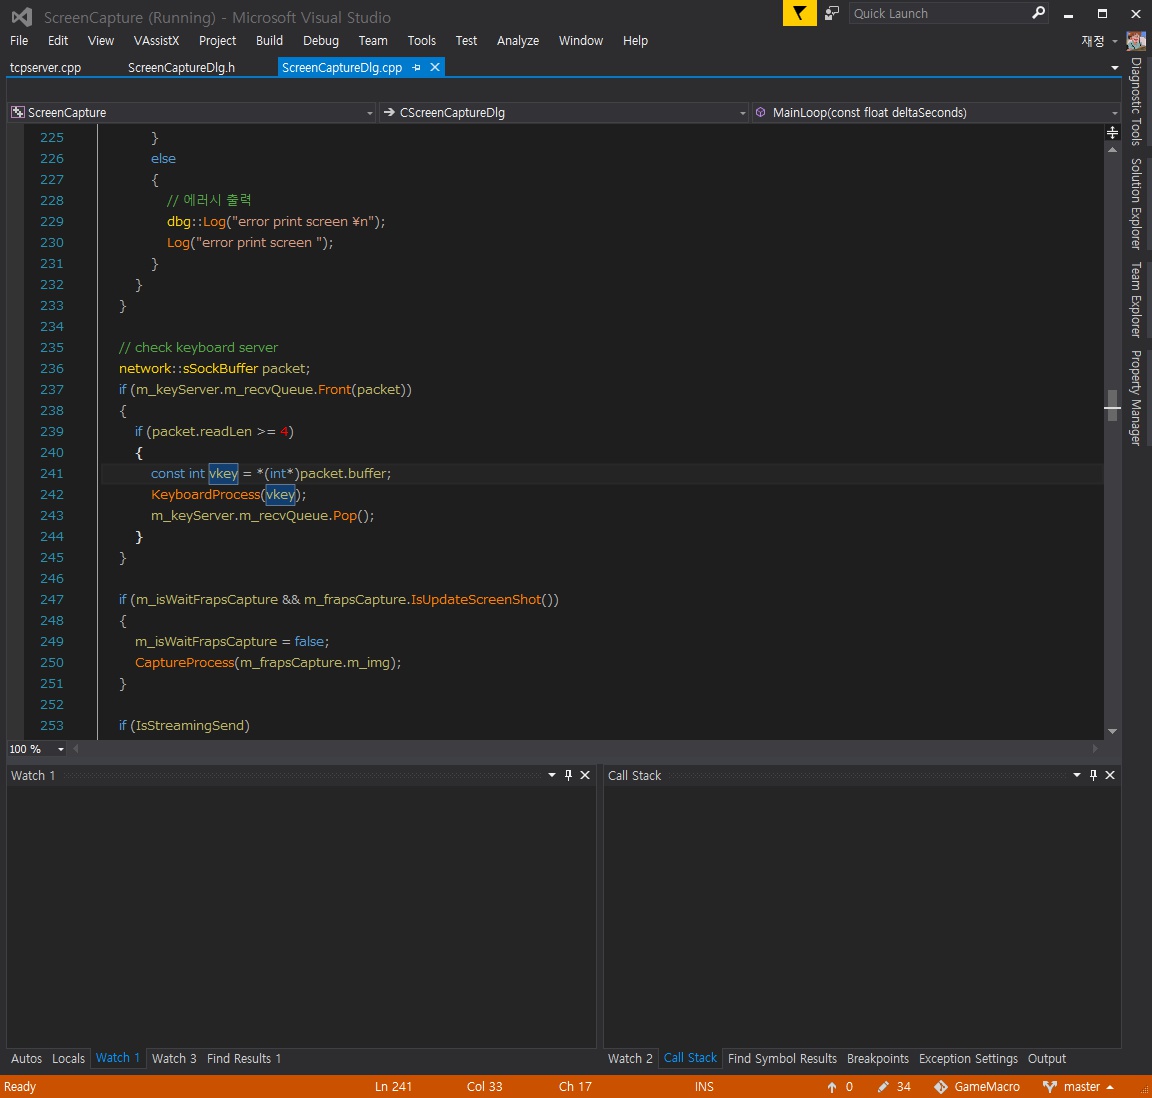 ScreenCapture (Running) - Microsoft Visual Studio
Quick Launch
File Edit View VAssistX Project Build Debug Team Tools Test Analyze Window Help
재정
tcpserver.cpp ScreenCaptureDlg.h ScreenCaptureDlg.cpp
ScreenCapture CScreenCaptureDlg MainLoop(const float deltaSeconds)
225 }
226 else
227 {
228 // 에러시 출력
229 dbg::Log("error print screen ¥n");
230 Log("error print screen ");
231 }
232 }
233 }
234
235 // check keyboard server
236 network::sSockBuffer packet;
237 if (m_keyServer.m_recvQueue.Front(packet))
238 {
239 if (packet.readLen >= 4)
240 {
241 const int vkey = *(int*)packet.buffer;
242 KeyboardProcess(vkey);
243 m_keyServer.m_recvQueue.Pop();
244 }
245 }
246
247 if (m_isWaitFrapsCapture && m_frapsCapture.IsUpdateScreenShot())
248 {
249 m_isWaitFrapsCapture = false;
250 CaptureProcess(m_frapsCapture.m_img);
251 }
252
253 if (IsStreamingSend)
100 %
Diagnostic Tools
Solution Explorer
Team Explorer
Property Manager
Watch 1
Call Stack
Autos Locals Watch 1 Watch 3 Find Results 1
Watch 2 Call Stack Find Symbol Results Breakpoints Exception Settings Output
Ready Ln 241 Col 33 Ch 17 INS 0 34 GameMacro master